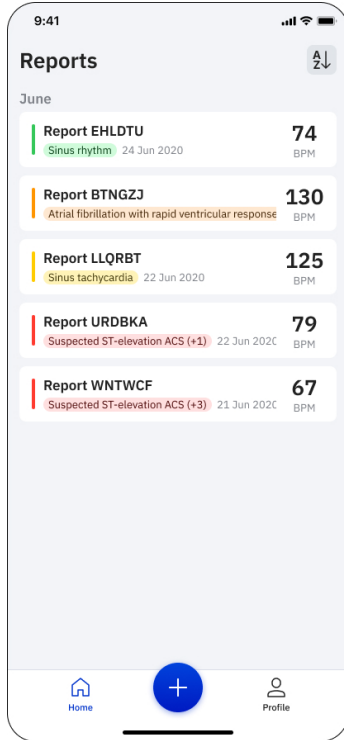 9:41
Reports
June
Report EHLDTU
Sinus rhythm 24 Jun 2020
74
BPM
Report BTNGZJ
Atrial fibrillation with rapid ventricular response
130
BPM
Report LLQRBT
Sinus tachycardia 22 Jun 2020
125
BPM
Report URDBKA
Suspected ST-elevation ACS (+1) 22 Jun 2020
79
BPM
Report WNTWCF
Suspected ST-elevation ACS (+3) 21 Jun 2020
67
BPM
Home
Profile